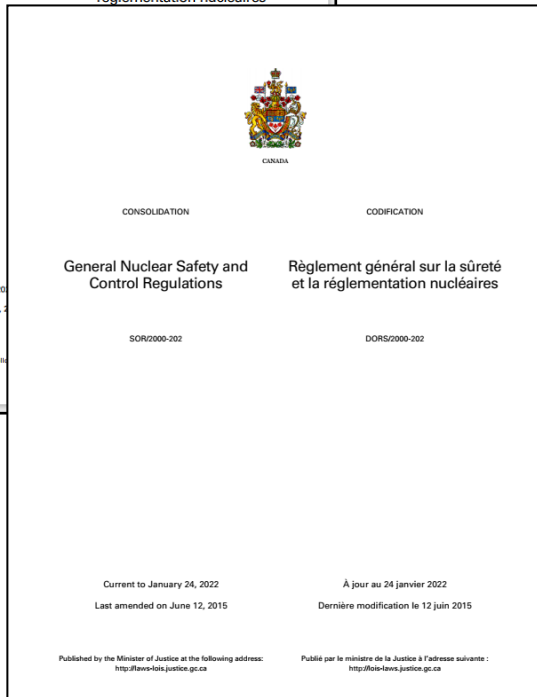 réglementation nucléaires
CANADA
CONSOLIDATION
CODIFICATION
General Nuclear Safety and
Control Regulations
Règlement général sur la sûreté
et la réglementation nucléaires
SOR/2000-202
DORS/2000-202
Current to January 24, 2022
Last amended on June 12, 2015
À jour au 24 janvier 2022
Dernière modification le 12 juin 2015
Published by the Minister of Justice at the following address:
http://laws-lois.justice.gc.ca
Publié par le ministre de la Justice à l'adresse suivante :
http://lois-laws.justice.gc.ca